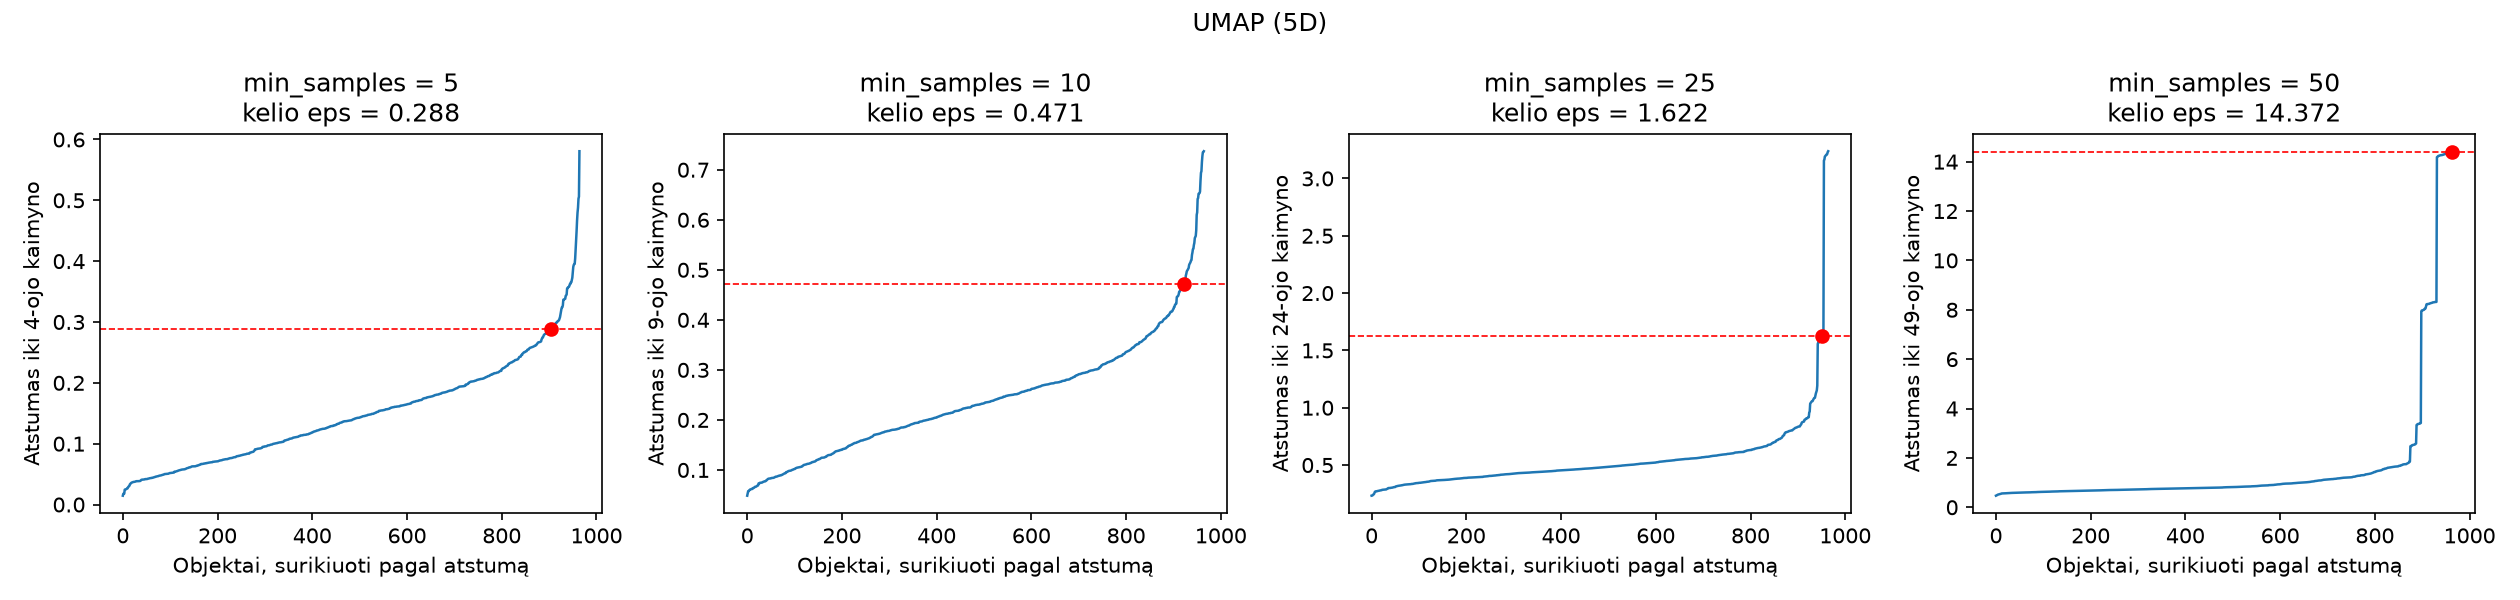 UMAP (5D)
min_samples = 5
kelio eps = 0.288
Atstumas iki 4-ojo kaimyno
0.6
0.5
0.4
0.3
0.2
0.1
0.0
0 200 400 600 800 1000
Objektai, surikiuoti pagal atstumą
min_samples = 10
kelio eps = 0.471
Atstumas iki 9-ojo kaimyno
0.7
0.6
0.5
0.4
0.3
0.2
0.1
0 200 400 600 800 1000
Objektai, surikiuoti pagal atstumą
min_samples = 25
kelio eps = 1.622
Atstumas iki 24-ojo kaimyno
3.0
2.5
2.0
1.5
1.0
0.5
0 200 400 600 800 1000
Objektai, surikiuoti pagal atstumą
min_samples = 50
kelio eps = 14.372
Atstumas iki 49-ojo kaimyno
14
12
10
8
6
4
2
0
0 200 400 600 800 1000
Objektai, surikiuoti pagal atstumą